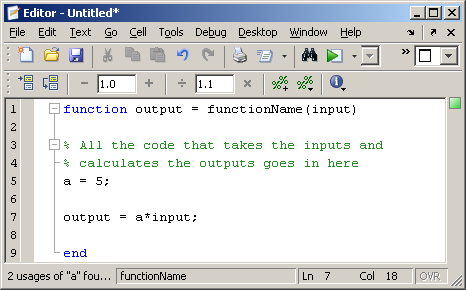 Editor - Untitled*
File Edit Text Go Cell Tools Debug Desktop Window Help
»
− 1.0 + ÷ 1.1 ×
1 function output = functionName(input)
2
3 % All the code that takes the inputs and
4 % calculates the outputs goes in here
5 a = 5;
6
7 output = a*input;
8
9 end
2 usages of "a" fou... functionName Ln 7 Col 18 OVR